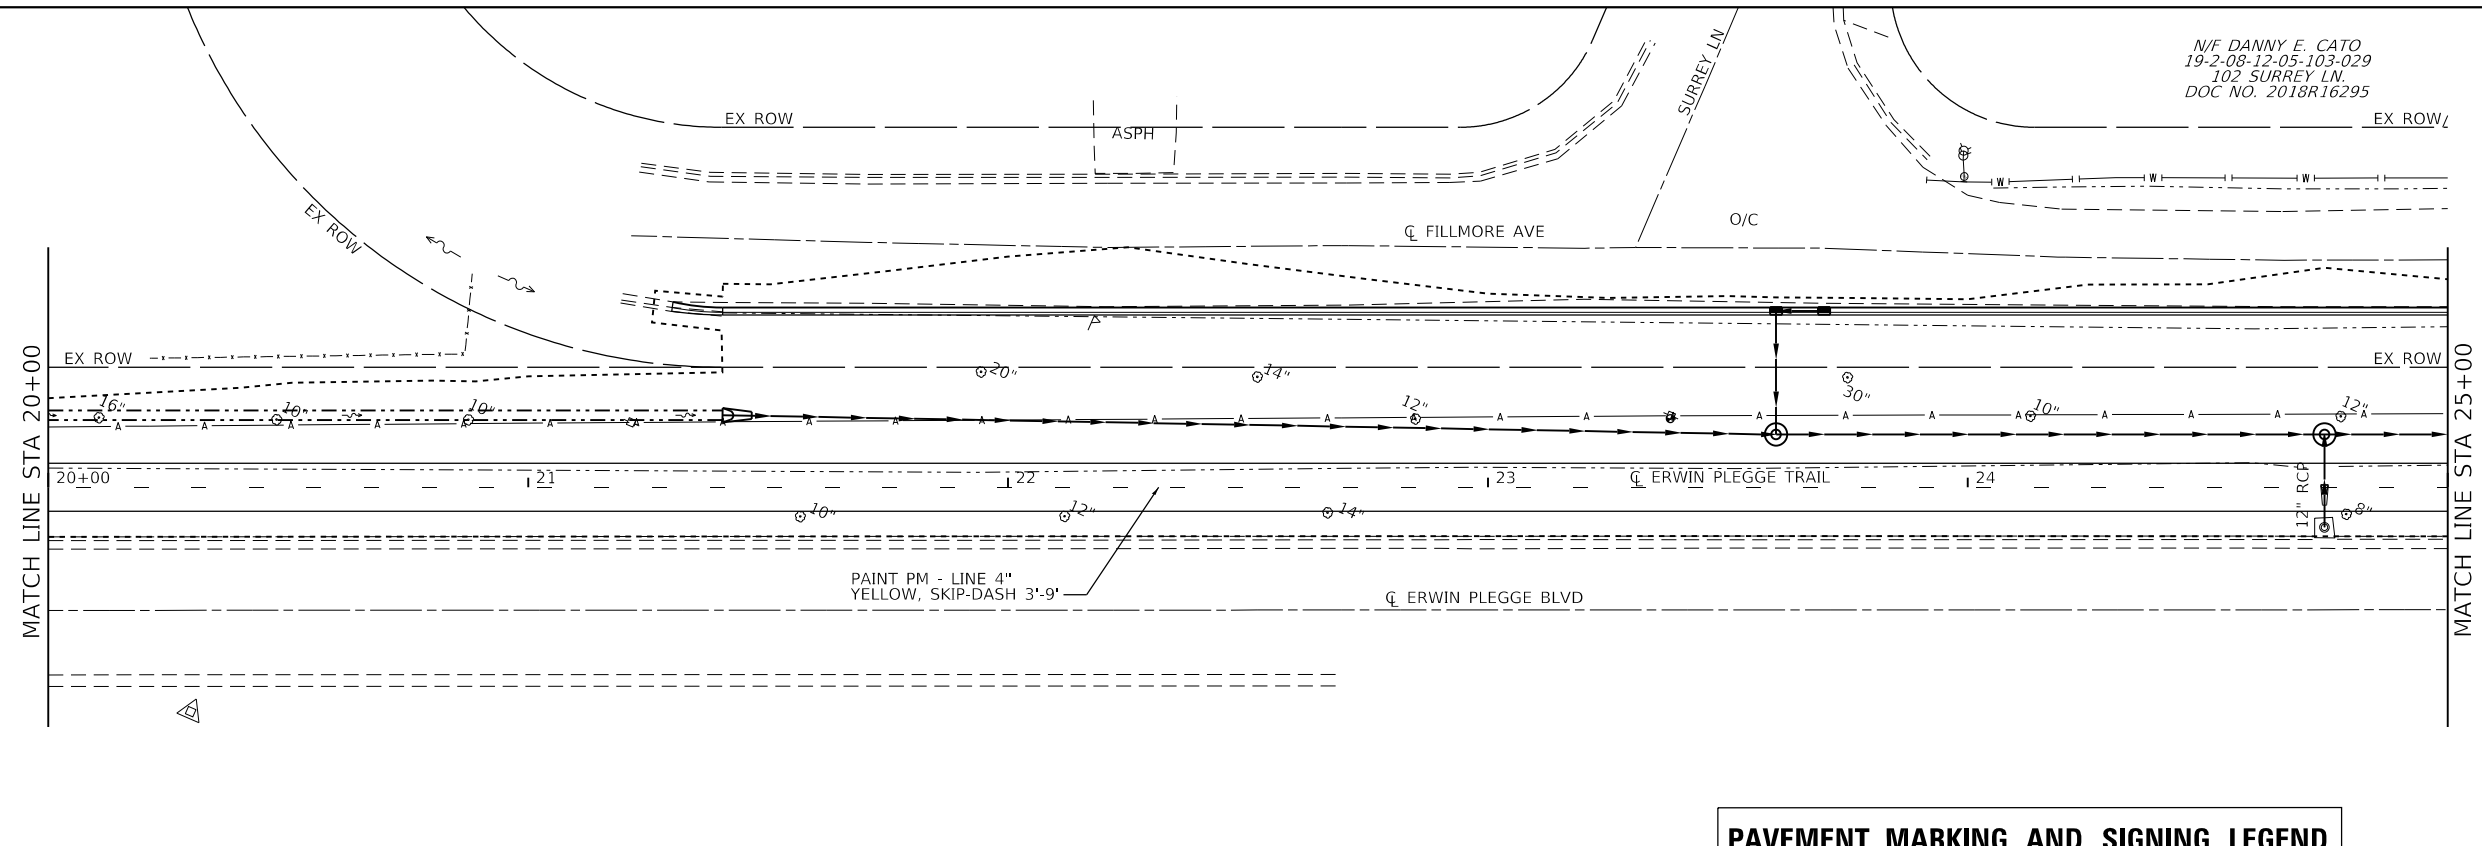 N/F DANNY E. CATO
19-2-08-12-05-103-029
102 SURREY LN.
DOC NO. 2018R16295
SURREY LN
EX ROW
ASPH
EX ROW
EX ROW
W
W
W
O/C
℄ FILLMORE AVE
EX ROW
EX ROW
20"
14"
30"
16"
10"
10"
12"
10"
12"
A A A A A A A A A A A A A A A A A A A A A A A A A A A
MATCH LINE STA 20+00
MATCH LINE STA 25+00
20+00
21
22
23
24
℄ ERWIN PLEGGE TRAIL
12" RCP
10"
12"
14"
8"
PAINT PM - LINE 4"
YELLOW, SKIP-DASH 3'-9'
℄ ERWIN PLEGGE BLVD
PAVEMENT MARKING AND SIGNING LEGEND